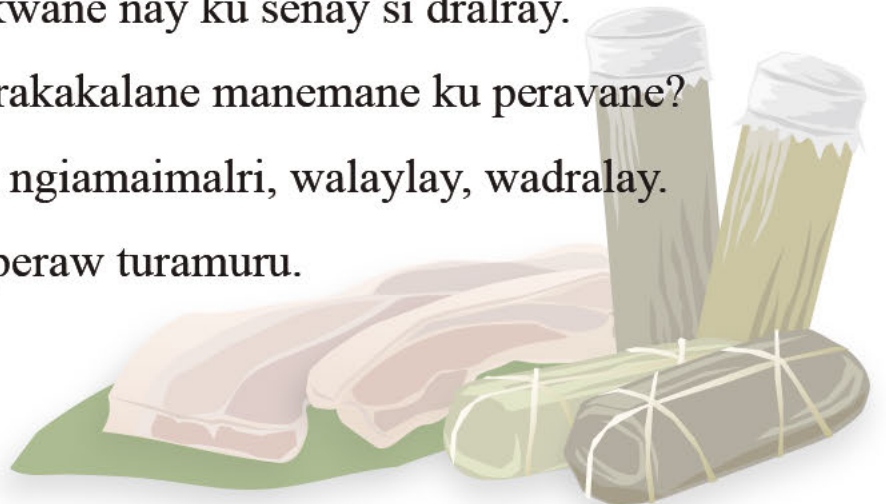 kwane nay ku senay si dralray.
rakakalane manemane ku peravane?
ngiamaimalri, walaylay, wadralay.
peraw turamuru.